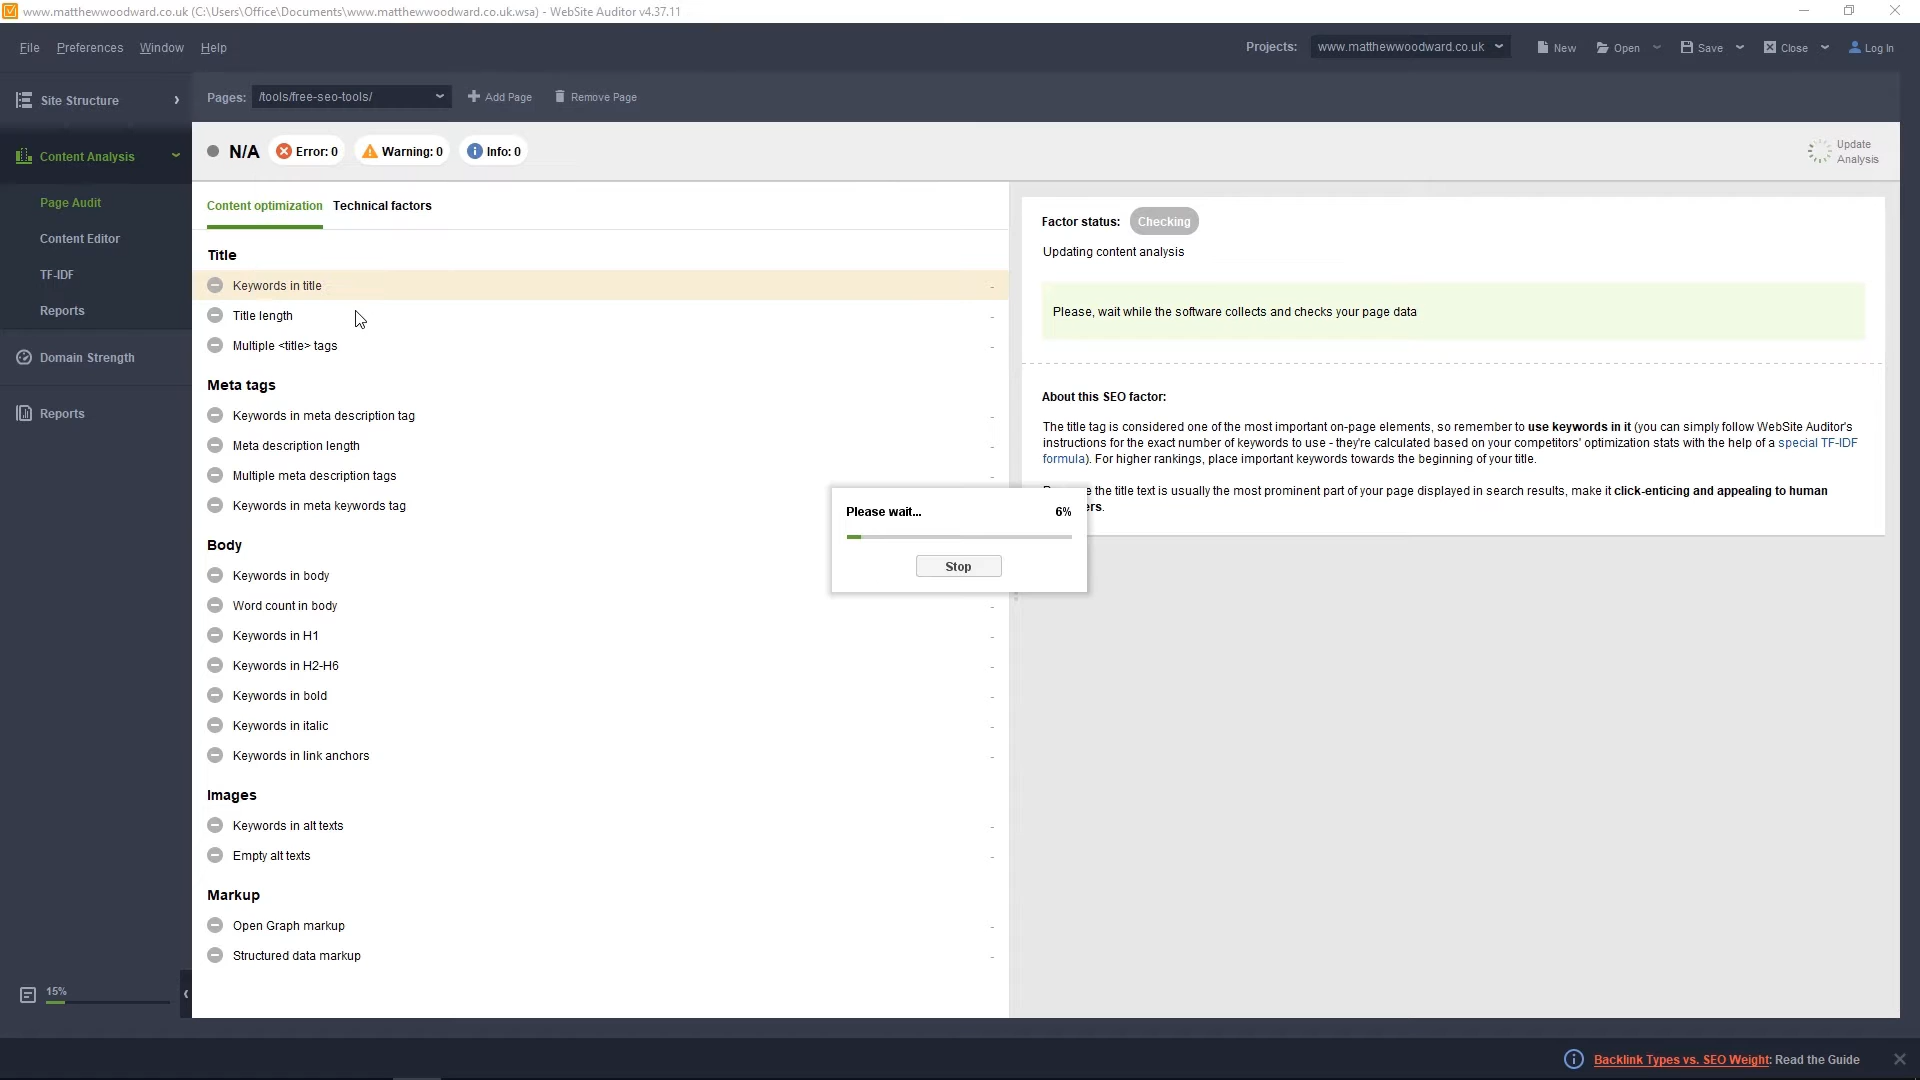 www.matthewwoodward.co.uk (C:\Users\Office\Documents\www.matthewwoodward.co.uk.wsa) - WebSite Auditor v4.37.11
File Preferences Window Help
Projects: www.matthewwoodward.co.uk New Open Save Close Log In
Site Structure
Pages: /tools/free-seo-tools/ Add Page Remove Page
Content Analysis
Page Audit
Content Editor
TF-IDF
Reports
Domain Strength
Reports
15%
N/A Error: 0 Warning: 0 Info: 0
Update
Analysis
Content optimization Technical factors
Title
Keywords in title -
Title length -
Multiple <title> tags -
Meta tags
Keywords in meta description tag -
Meta description length -
Multiple meta description tags -
Keywords in meta keywords tag
Body
Keywords in body
Word count in body -
Keywords in H1 -
Keywords in H2-H6 -
Keywords in bold -
Keywords in italic -
Keywords in link anchors -
Images
Keywords in alt texts -
Empty alt texts -
Markup
Open Graph markup -
Structured data markup -
Factor status: Checking
Updating content analysis
Please, wait while the software collects and checks your page data
About this SEO factor:
The title tag is considered one of the most important on-page elements, so remember to use keywords in it (you can simply follow WebSite Auditor's
instructions for the exact number of keywords to use - they're calculated based on your competitors' optimization stats with the help of a special TF-IDF
formula). For higher rankings, place important keywords towards the beginning of your title.
the title text is usually the most prominent part of your page displayed in search results, make it click-enticing and appealing to human
Please wait... 6%
Stop
Backlink Types vs. SEO Weight: Read the Guide